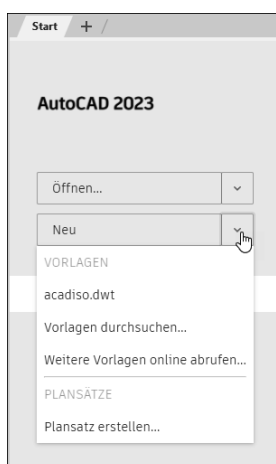 Start
AutoCAD 2023
Öffnen...
Neu
VORLAGEN
acadiso.dwt
Vorlagen durchsuchen...
Weitere Vorlagen online abrufen...
PLANSÄTZE
Plansatz erstellen...